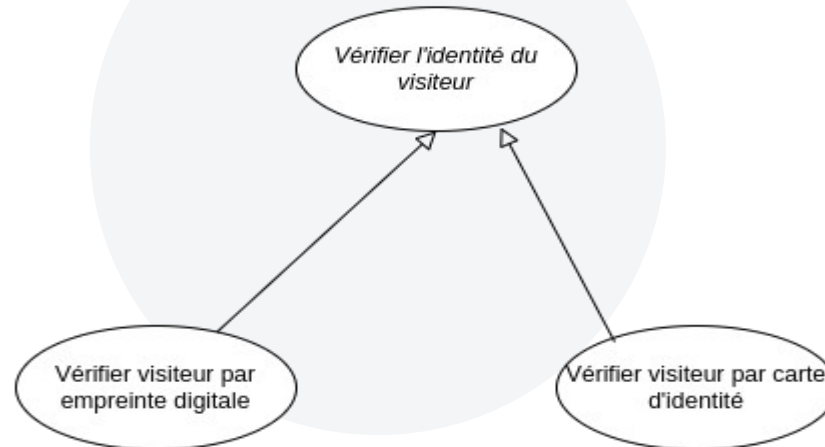 Vérifier l'identité du
visiteur
Vérifier visiteur par
empreinte digitale
Vérifier visiteur par carte
d'identité